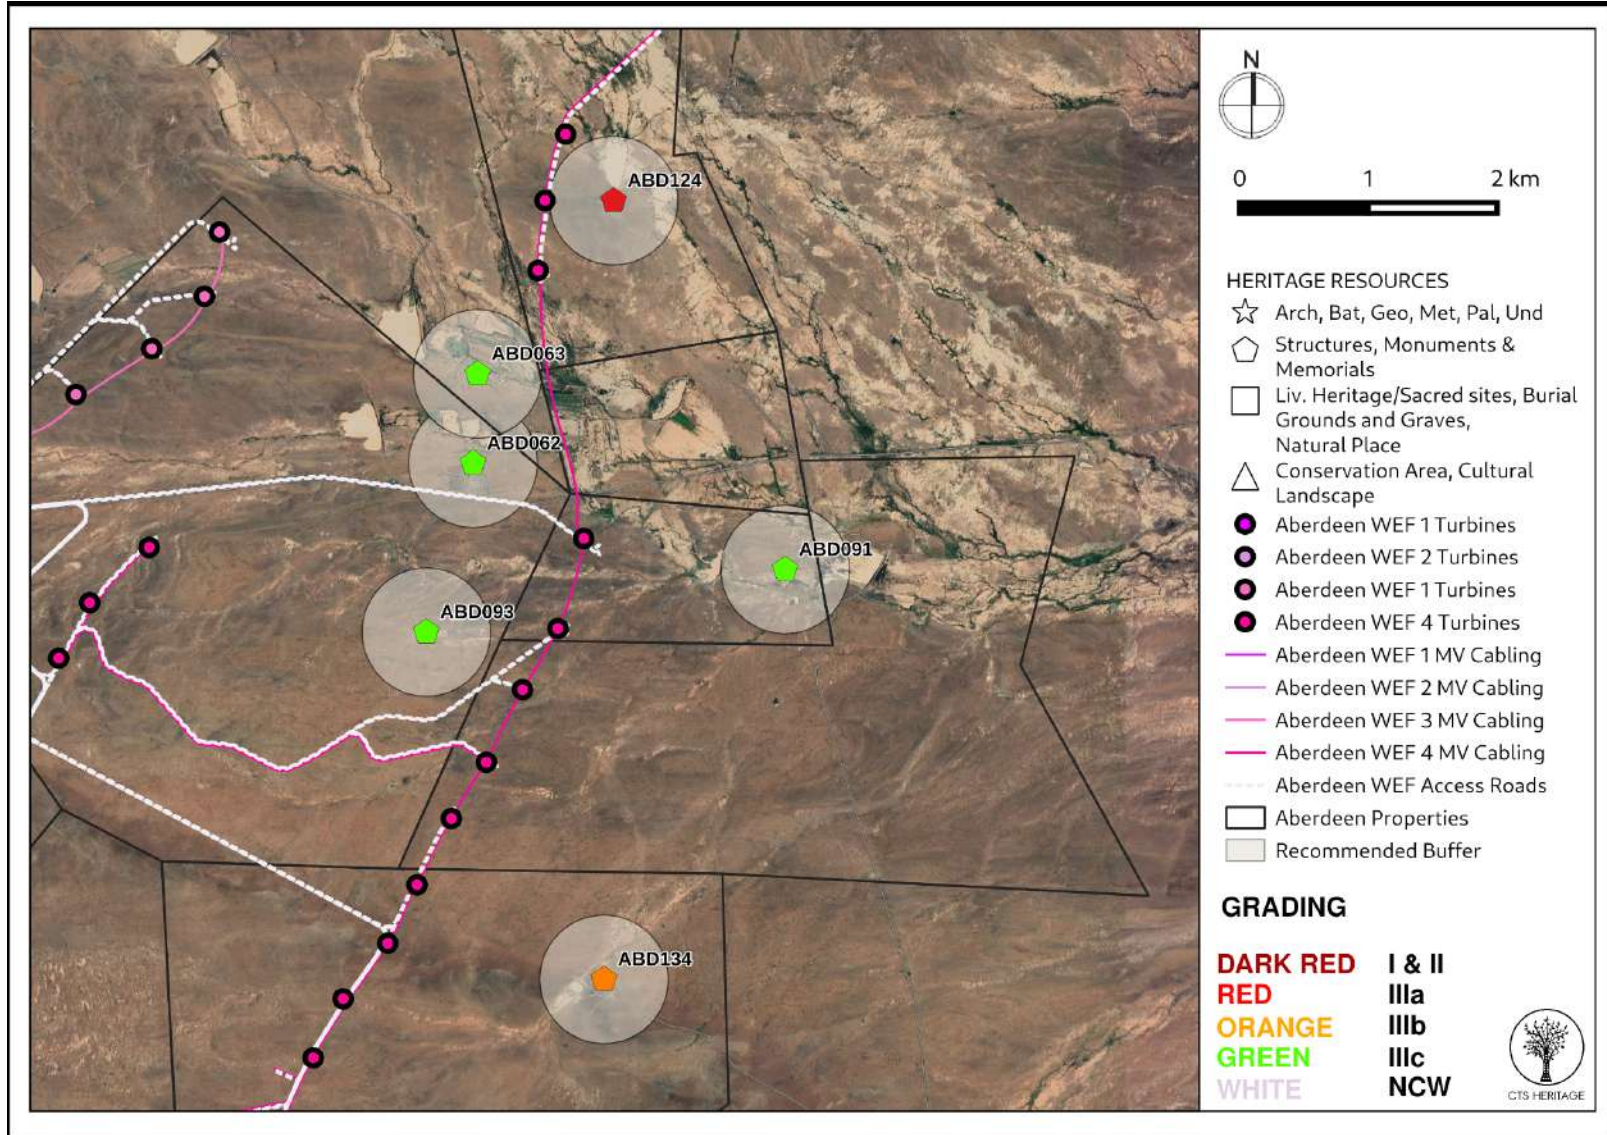 ABD124
ABD063
ABD062
ABD091
ABD093
ABD134
N
0 1 2 km
HERITAGE RESOURCES
Arch, Bat, Geo, Met, Pal, Und
Structures, Monuments &
Memorials
Liv. Heritage/Sacred sites, Burial
Grounds and Graves,
Natural Place
Conservation Area, Cultural
Landscape
Aberdeen WEF 1 Turbines
Aberdeen WEF 2 Turbines
Aberdeen WEF 1 Turbines
Aberdeen WEF 4 Turbines
Aberdeen WEF 1 MV Cabling
Aberdeen WEF 2 MV Cabling
Aberdeen WEF 3 MV Cabling
Aberdeen WEF 4 MV Cabling
Aberdeen WEF Access Roads
Aberdeen Properties
Recommended Buffer
GRADING
DARK RED I & II
RED IIIa
ORANGE IIIb
GREEN IIIc
WHITE NCW
CTS HERITAGE